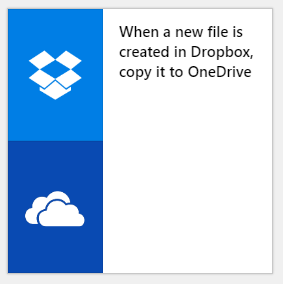 When a new file is
created in Dropbox,
copy it to OneDrive